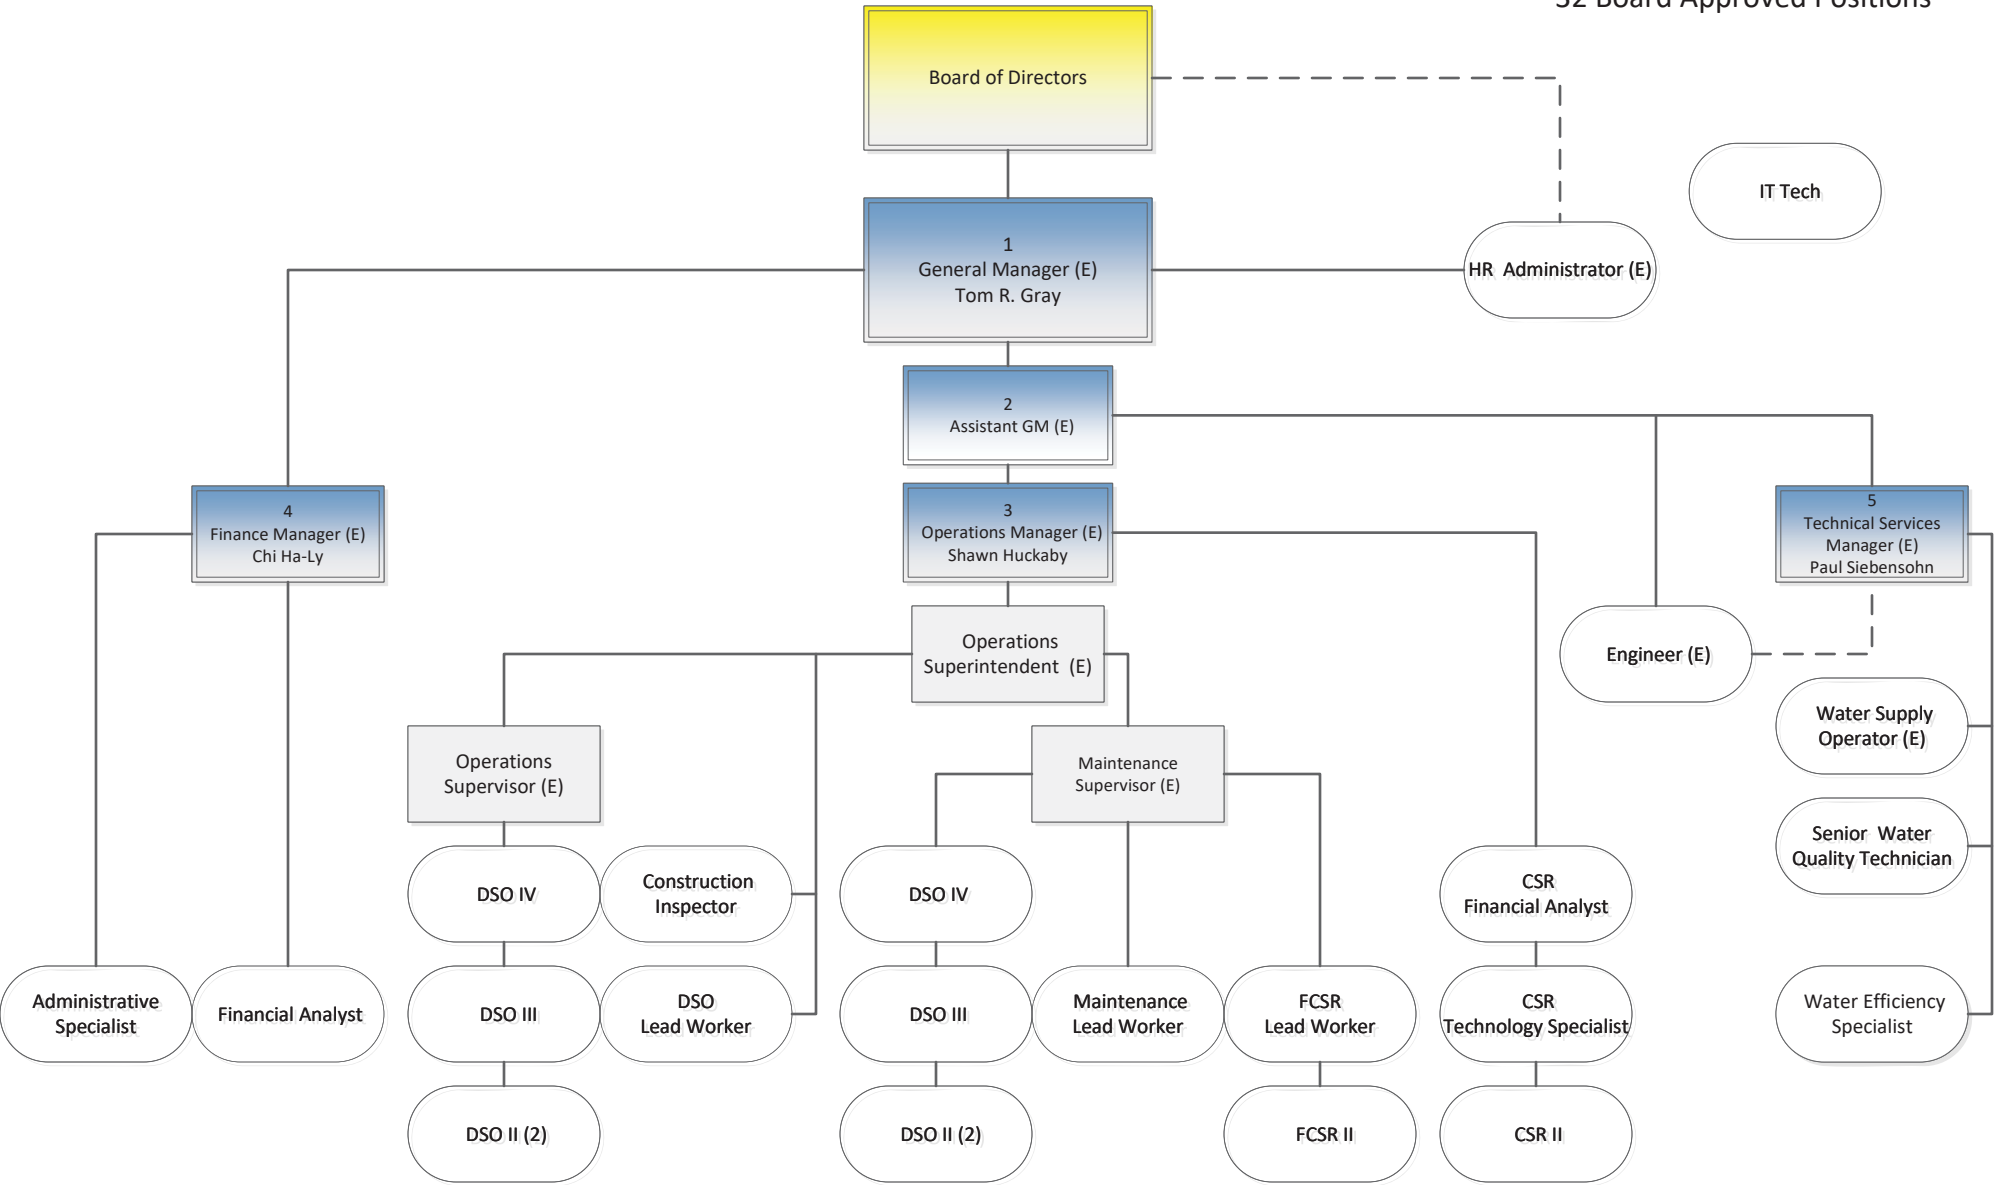 32 Board Approved Positions
Board of Directors
IT Tech
1
General Manager (E)
Tom R. Gray
HR  Administrator (E)
2
Assistant GM (E)
4
Finance Manager (E)
Chi Ha-Ly
3
Operations Manager (E)
Shawn Huckaby
5
Technical Services
Manager (E)
Paul Siebensohn
Operations
Superintendent  (E)
Engineer (E)
Water Supply
Operator (E)
Operations
Supervisor (E)
Maintenance
Supervisor (E)
Senior  Water
Quality Technician
DSO IV
Construction
Inspector
DSO IV
CSR
Financial Analyst
Administrative
Specialist
Financial Analyst
DSO III
DSO
Lead Worker
DSO III
Maintenance
Lead Worker
FCSR
Lead Worker
CSR
Technology Specialist
Water Efficiency
Specialist
DSO II (2)
DSO II (2)
FCSR II
CSR II